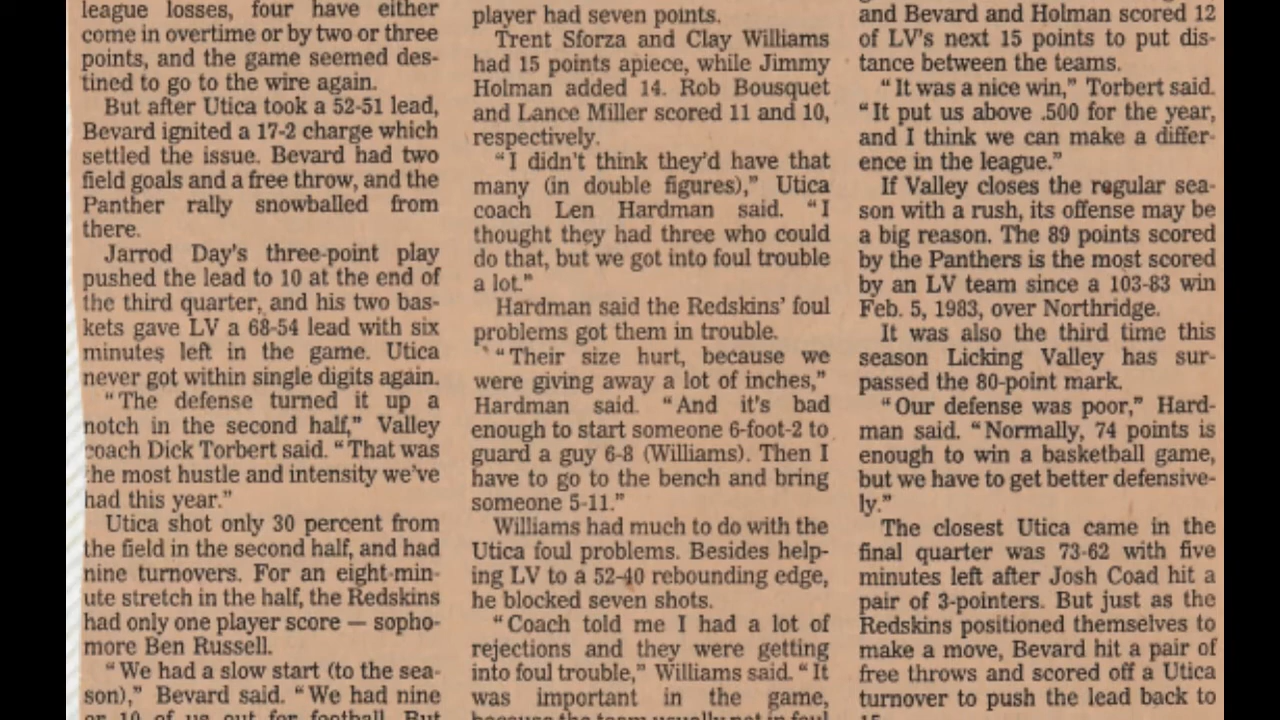 league losses, four have either
come in overtime or by two or three
points, and the game seemed des-
tined to go to the wire again.
But after Utica took a 52-51 lead,
Bevard ignited a 17-2 charge which
settled the issue. Bevard had two
field goals and a free throw, and the
Panther rally snowballed from
there.
Jarrod Day's three-point play
pushed the lead to 10 at the end of
the third quarter, and his two bas-
kets gave LV a 68-54 lead with six
minutes left in the game. Utica
never got within single digits again.
"The defense turned it up a
notch in the second half," Valley
coach Dick Torbert said. "That was
the most hustle and intensity we've
had this year."
Utica shot only 30 percent from
the field in the second half, and had
nine turnovers. For an eight-min-
ute stretch in the half, the Redskins
had only one player score — sopho-
more Ben Russell.
"We had a slow start (to the sea-
son)," Bevard said. "We had nine
or 10 of us out for football. But
player had seven points.
Trent Sforza and Clay Williams
had 15 points apiece, while Jimmy
Holman added 14. Rob Bousquet
and Lance Miller scored 11 and 10,
respectively.
"I didn't think they'd have that
many (in double figures)," Utica
coach Len Hardman said. "I
thought they had three who could
do that, but we got into foul trouble
a lot."
Hardman said the Redskins' foul
problems got them in trouble.
"Their size hurt, because we
were giving away a lot of inches,"
Hardman said. "And it's bad
enough to start someone 6-foot-2 to
guard a guy 6-8 (Williams). Then I
have to go to the bench and bring
someone 5-11."
Williams had much to do with the
Utica foul problems. Besides help-
ing LV to a 52-40 rebounding edge,
he blocked seven shots.
"Coach told me I had a lot of
rejections and they were getting
into foul trouble," Williams said. "It
was important in the game,
because the team usually not in foul
and Bevard and Holman scored 12
of LV's next 15 points to put dis-
tance between the teams.
"It was a nice win," Torbert said.
"It put us above .500 for the year,
and I think we can make a differ-
ence in the league."
If Valley closes the regular sea-
son with a rush, its offense may be
a big reason. The 89 points scored
by the Panthers is the most scored
by an LV team since a 103-83 win
Feb. 5, 1983, over Northridge.
It was also the third time this
season Licking Valley has sur-
passed the 80-point mark.
"Our defense was poor," Hard-
man said. "Normally, 74 points is
enough to win a basketball game,
but we have to get better defensive-
ly."
The closest Utica came in the
final quarter was 73-62 with five
minutes left after Josh Coad hit a
pair of 3-pointers. But just as the
Redskins positioned themselves to
make a move, Bevard hit a pair of
free throws and scored off a Utica
turnover to push the lead back to
15.